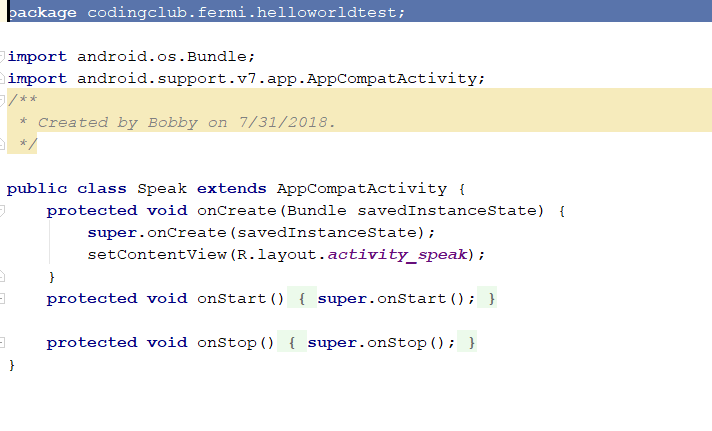 package codingclub.fermi.helloworldtest;
import android.os.Bundle;
import android.support.v7.app.AppCompatActivity;
/**
* Created by Bobby on 7/31/2018.
*/
public class Speak extends AppCompatActivity {
protected void onCreate(Bundle savedInstanceState) {
super.onCreate(savedInstanceState);
setContentView(R.layout.activity_speak);
}
protected void onStart() { super.onStart(); }
protected void onStop() { super.onStop(); }
}